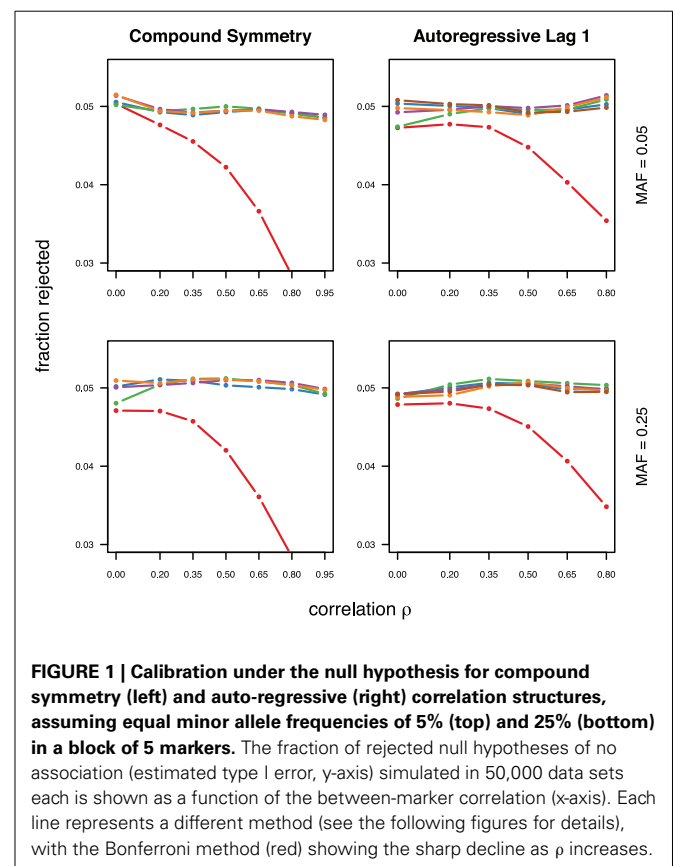 Compound Symmetry
Autoregressive Lag 1
0.05
0.04
0.03
0.00 0.20 0.35 0.50 0.65 0.80 0.95
0.05
0.04
0.03
0.00 0.20 0.35 0.50 0.65 0.80
MAF = 0.05
fraction rejected
0.05
0.04
0.03
0.00 0.20 0.35 0.50 0.65 0.80 0.95
0.05
0.04
0.03
0.00 0.20 0.35 0.50 0.65 0.80
MAF = 0.25
correlation ρ
FIGURE 1 | Calibration under the null hypothesis for compound
symmetry (left) and auto-regressive (right) correlation structures,
assuming equal minor allele frequencies of 5% (top) and 25% (bottom)
in a block of 5 markers. The fraction of rejected null hypotheses of no
association (estimated type I error, y-axis) simulated in 50,000 data sets
each is shown as a function of the between-marker correlation (x-axis). Each
line represents a different method (see the following figures for details),
with the Bonferroni method (red) showing the sharp decline as ρ increases.